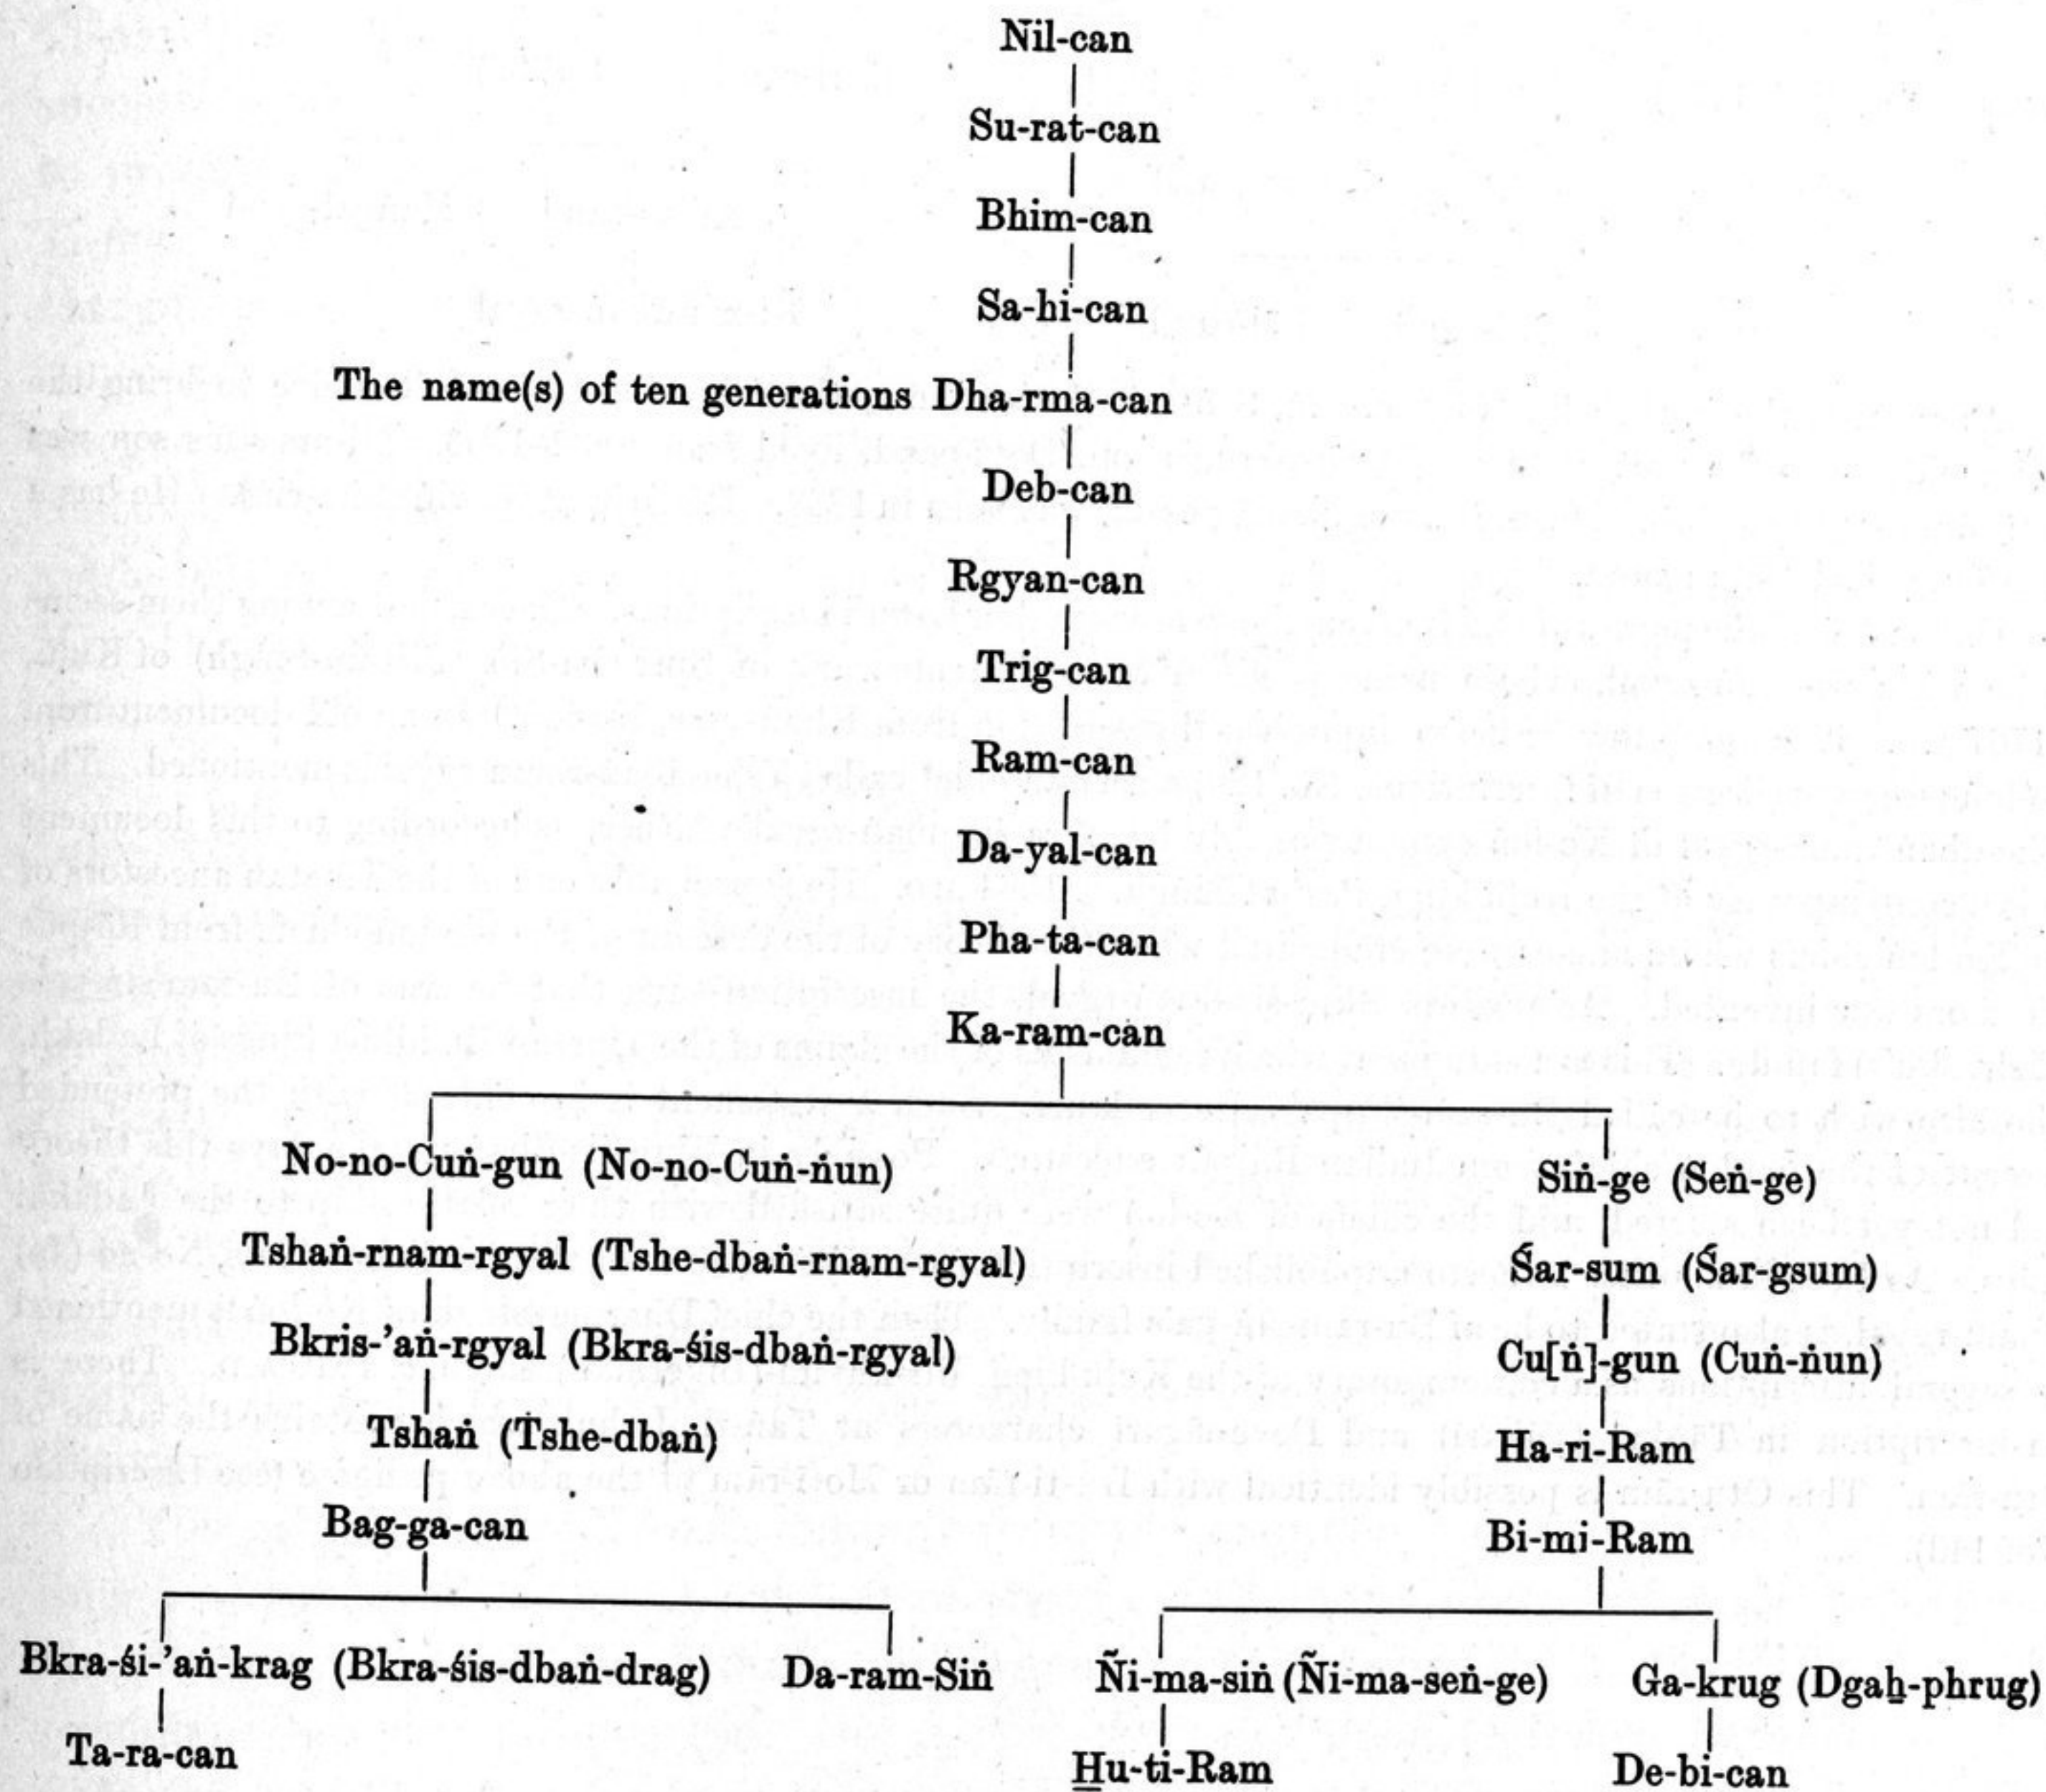 Nil-can
Su-rat-can
Bhim-can
Sa-hi-can
The name(s) of ten generations Dha-rma-can
Deb-can
Rgyan-can
Trig-can
Ram-can
Da-yal-can
Pha-ta-can
Ka-ram-can
No-no-Cuṅ-gun (No-no-Cuṅ-ṅun)
Siṅ-ge (Seṅ-ge)
Tshaṅ-rnam-rgyal (Tshe-dbaṅ-rnam-rgyal)
Śar-sum (Śar-gsum)
Bkris-’aṅ-rgyal (Bkra-śis-dbaṅ-rgyal)
Cu[ṅ]-gun (Cuṅ-ṅun)
Tshaṅ (Tshe-dbaṅ)
Ha-ri-Ram
Bag-ga-can
Bi-mi-Ram
Bkra-śi-’aṅ-krag (Bkra-śis-dbaṅ-drag) Da-ram-Siṅ Ñi-ma-siṅ (Ñi-ma-seṅ-ge) Ga-krug (Dgaẖ-phrug)
Ta-ra-can
H̱u-ti-Ram
De-bi-can